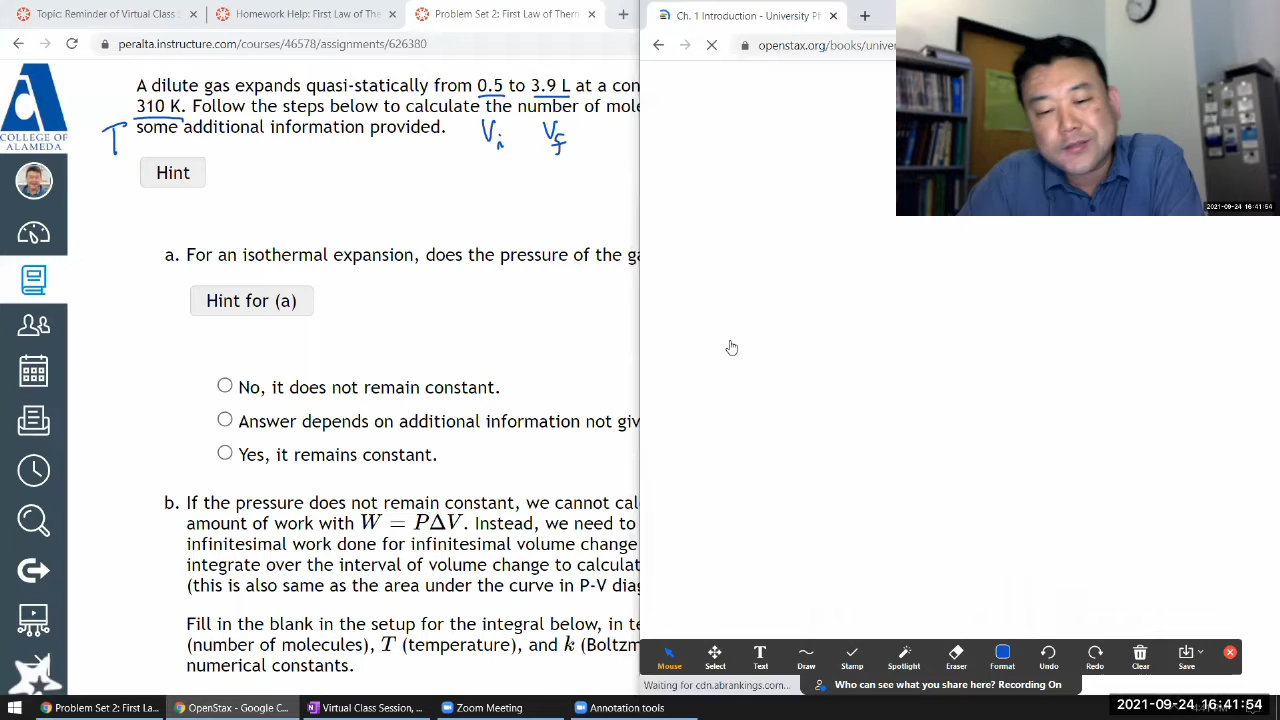 Topic: Reminder of Virtual Class
Homework Help: First Law of The
Problem Set 2: First Law of Ther
Ch. 1 Introduction - University Ph
peralta.instructure.com/courses/46578/assignments/626380
openstax.org/books/univer
A dilute gas expands quasi-statically from 0.5 to 3.9 L at a con
310 K. Follow the steps below to calculate the number of mole
some additional information provided.
T
Vi Vf
COLLEGE OF
ALAMEDA
Hint
2021-09-24 16:41:54
a. For an isothermal expansion, does the pressure of the ga
Hint for (a)
No, it does not remain constant.
Answer depends on additional information not giv
Yes, it remains constant.
b. If the pressure does not remain constant, we cannot cal
amount of work with W = PΔV. Instead, we need to
infinitesimal work done for infinitesimal volume change
integrate over the interval of volume change to calculat
(this is also same as the area under the curve in P-V diag
Fill in the blank in the setup for the integral below, in te
(number of molecules), T (temperature), and k (Boltzm
numerical constants.
Mouse Select Text Draw Stamp Spotlight Eraser Format Undo Redo Clear Save
Waiting for cdn.abrankings.com...
Who can see what you share here? Recording On
Problem Set 2: First La...
OpenStax - Google C...
Virtual Class Session, ...
Zoom Meeting
Annotation tools
2021-09-24 16:41:54